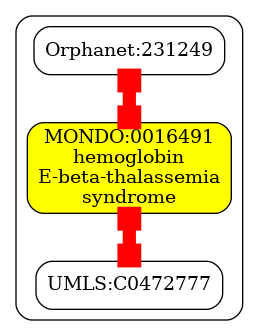 Orphanet:231249
MONDO:0016491
hemoglobin
E-beta-thalassemia
syndrome
UMLS:C0472777